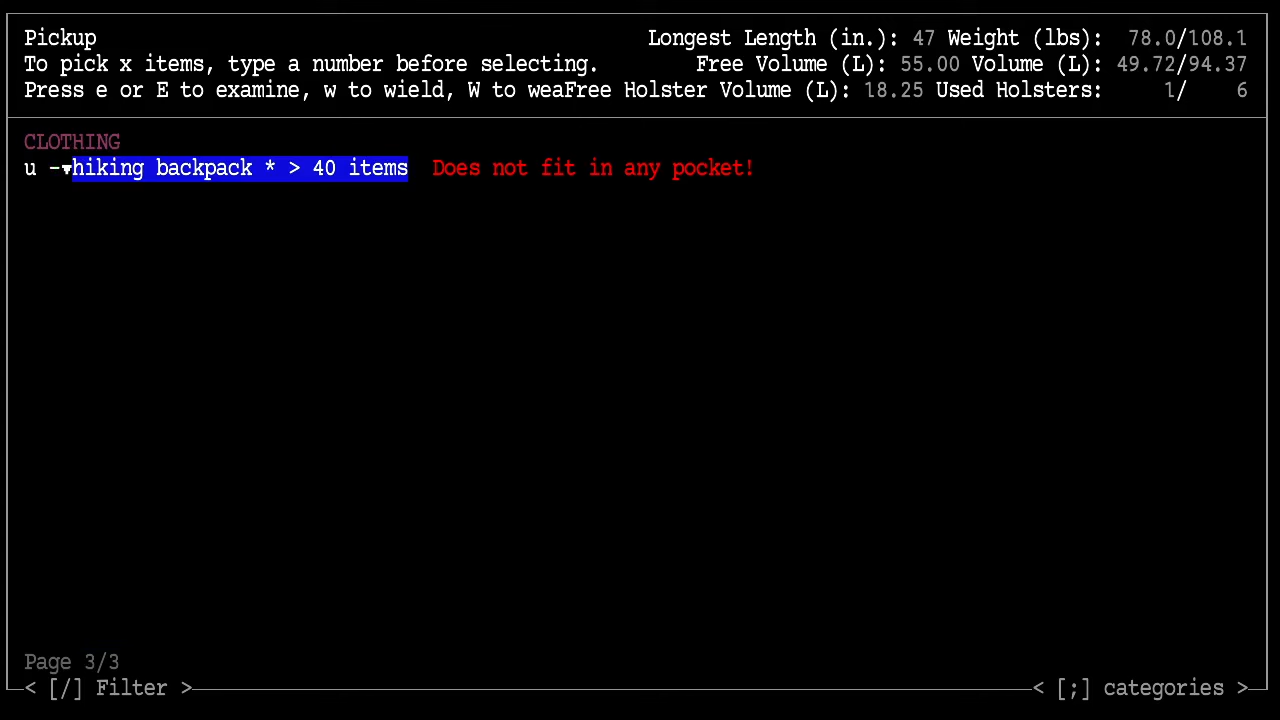 Pickup Longest Length (in.): 47 Weight (lbs): 78.0/108.1
To pick x items, type a number before selecting. Free Volume (L): 55.00 Volume (L): 49.72/94.37
Press e or E to examine, w to wield, W to weaFree Holster Volume (L): 18.25 Used Holsters: 1/ 6
CLOTHING
u -▾hiking backpack * > 40 items Does not fit in any pocket!
Page 3/3
< [/] Filter > < [;] categories >